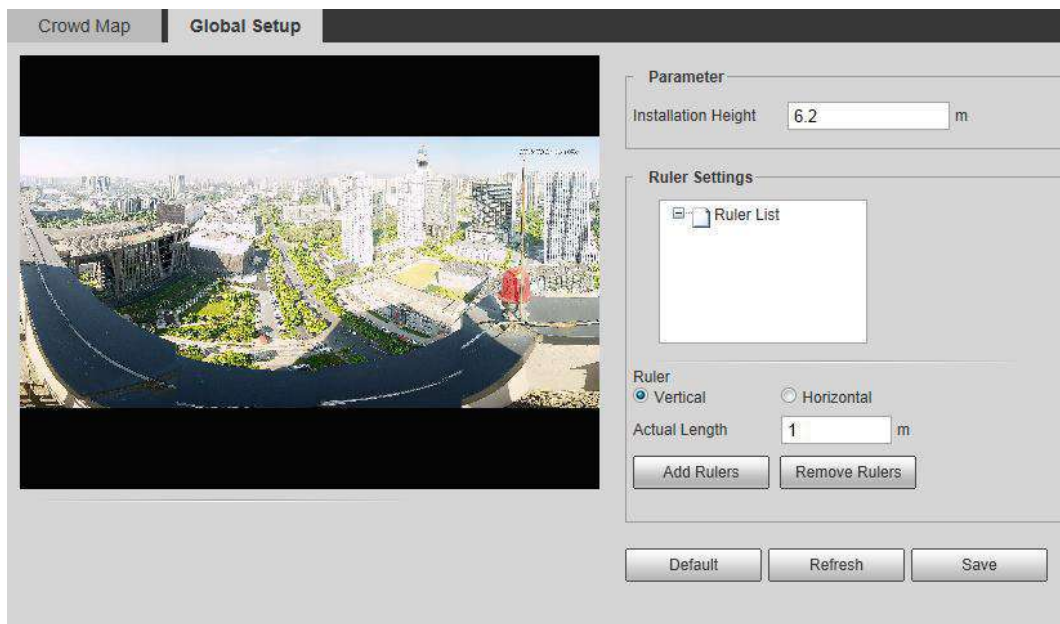 Crowd Map Global Setup
Parameter
Installation Height 6.2 m
Ruler Settings
Ruler List
Ruler
Vertical Horizontal
Actual Length 1 m
Add Rulers Remove Rulers
Default Refresh Save